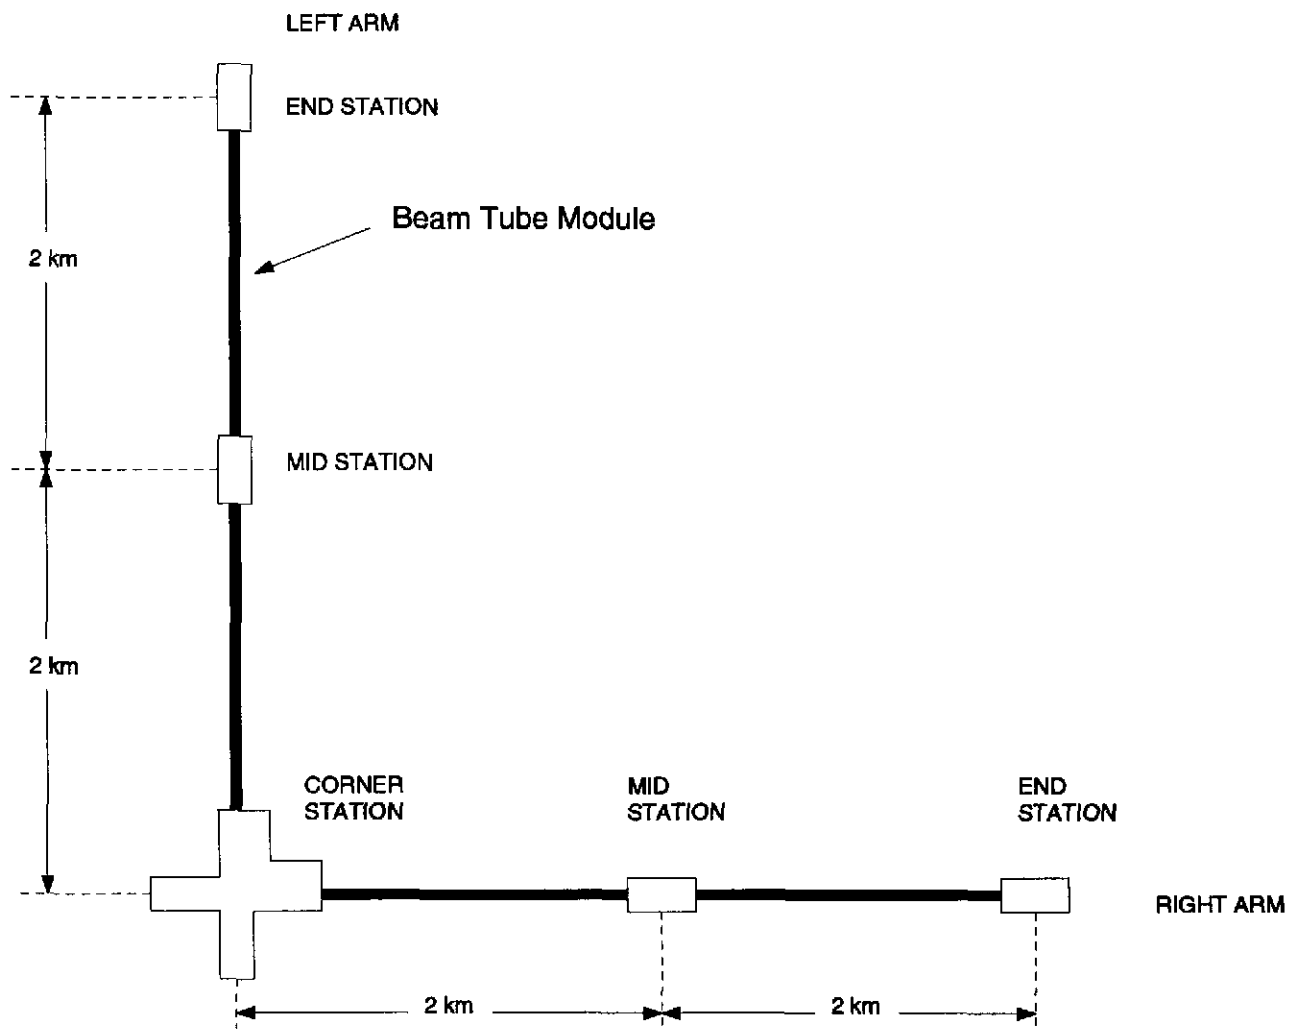 LEFT ARM
END STATION
Beam Tube Module
2 km
MID STATION
2 km
CORNER
STATION
MID
STATION
END
STATION
RIGHT ARM
2 km
2 km